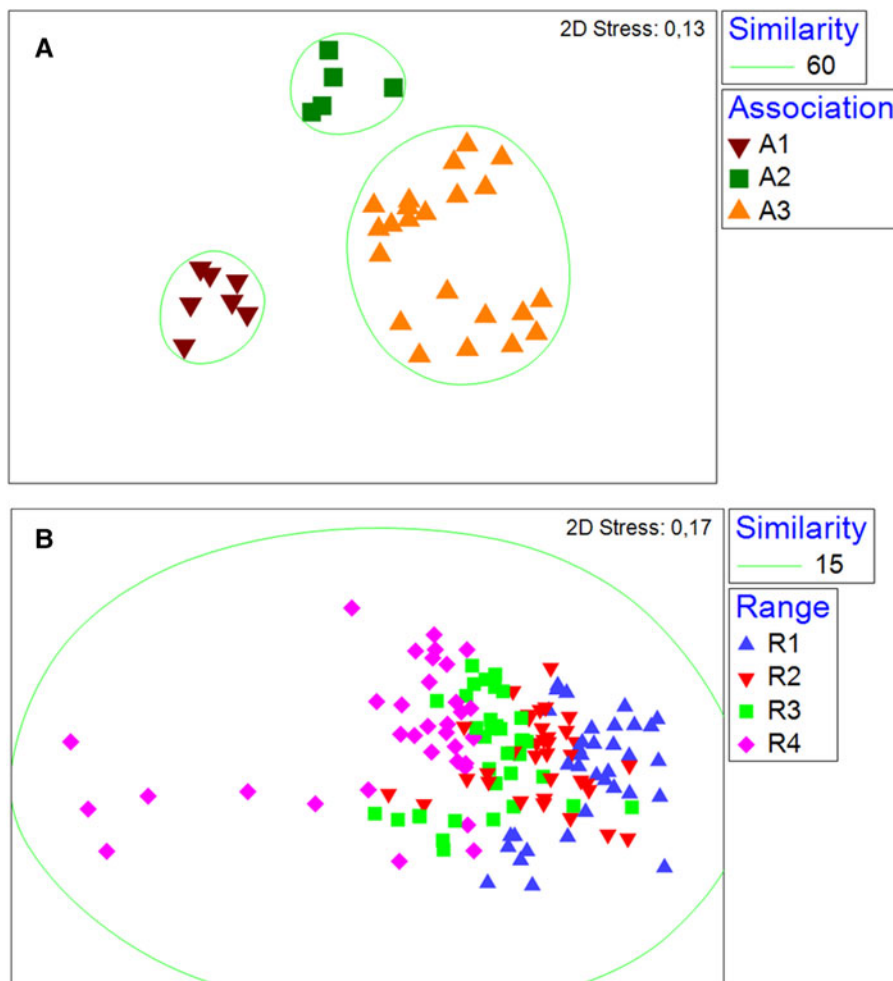 A
2D Stress: 0,13
Similarity
60
Association
A1
A2
A3
B
2D Stress: 0,17
Similarity
15
Range
R1
R2
R3
R4